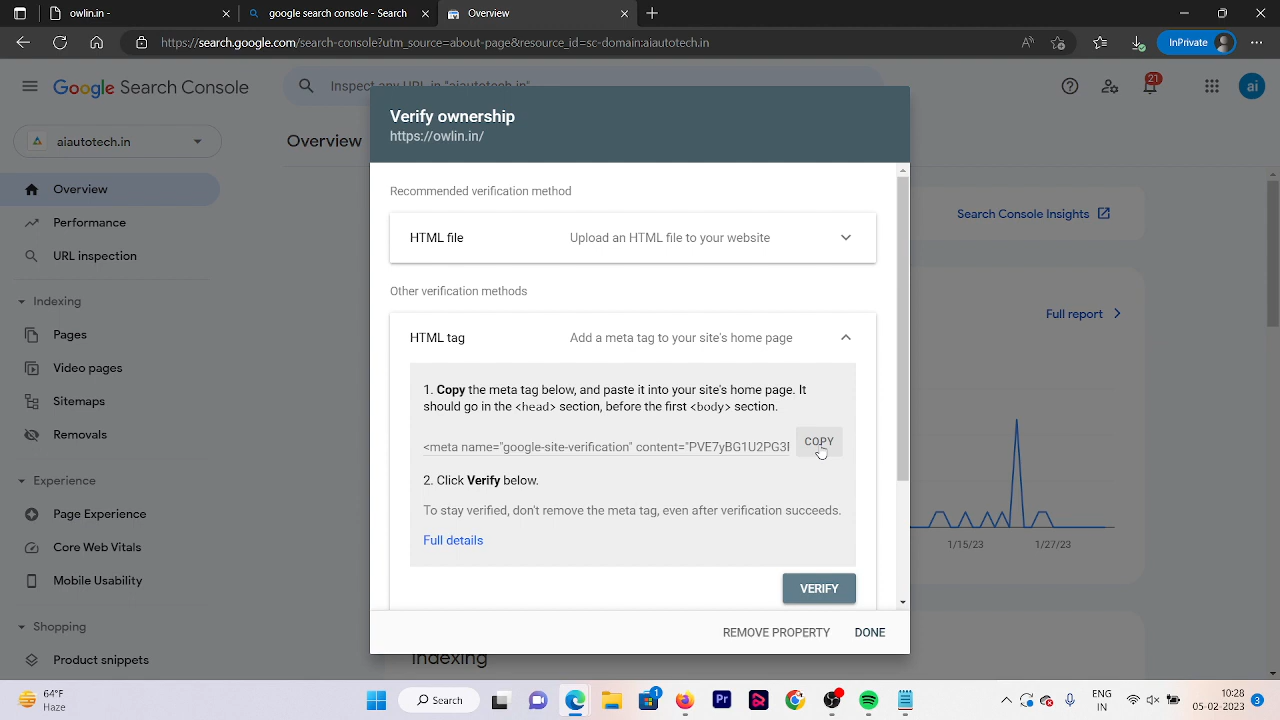 google search console - Search
https://search.google.com/search-console?utm_source=about-page&resource_id=sc-domain:aiautotech.in
InPrivate
Google Search Console
Inspect any URL in "aiautotech.in"
21
ai
aiautotech.in
Overview
Overview
Performance
URL inspection
Indexing
Pages
Video pages
Sitemaps
Removals
Experience
Page Experience
Core Web Vitals
Mobile Usability
Shopping
Product snippets
Search Console Insights
Full report
1/15/23
1/27/23
Indexing
Verify ownership
https://owlin.in/
Recommended verification method
HTML file
Upload an HTML file to your website
Other verification methods
HTML tag
Add a meta tag to your site's home page
1. Copy the meta tag below, and paste it into your site's home page. It
should go in the <head> section, before the first <body> section.
<meta name="google-site-verification" content="PVE7yBG1U2PG3
COPY
2. Click Verify below.
To stay verified, don't remove the meta tag, even after verification succeeds.
Full details
VERIFY
REMOVE PROPERTY
DONE
64°F
Haze
Search
1
Pr
ENG
IN
10:28
05-02-2028
3